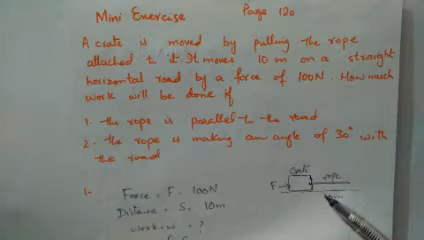 Mini Exercise Page 120
A crate is moved by pulling the rope
attached to it. It moves 10 m on a straight
horizontal road by a force of 100N. How much
work will be done if
1. the rope is parallel to the road
2. the rope is making an angle of 30° with
the road
Crate
rope
F
1- Force = F = 100N
Distance = S = 10m
work = w = ?